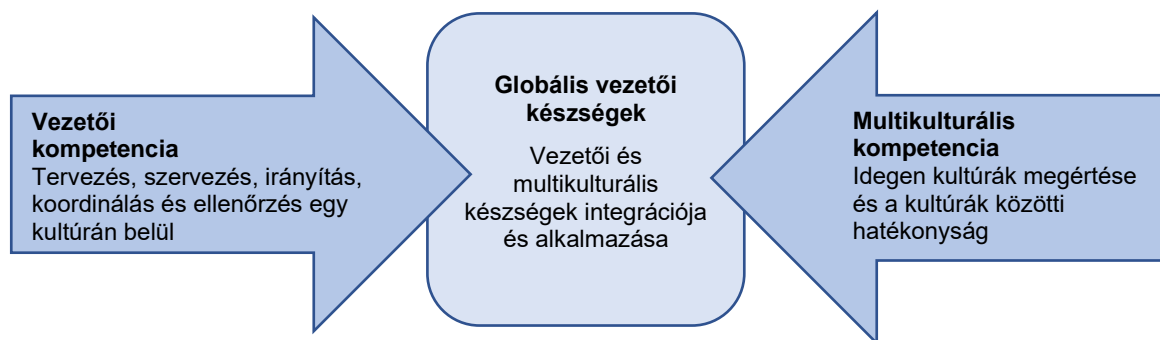 Vezetői
kompetencia
Tervezés, szervezés, irányítás,
koordinálás és ellenőrzés egy
kultúrán belül
Globális vezetői
készségek
Vezetői és
multikulturális
készségek integrációja
és alkalmazása
Multikulturális
kompetencia
Idegen kultúrák megértése
és a kultúrák közötti
hatékonyság